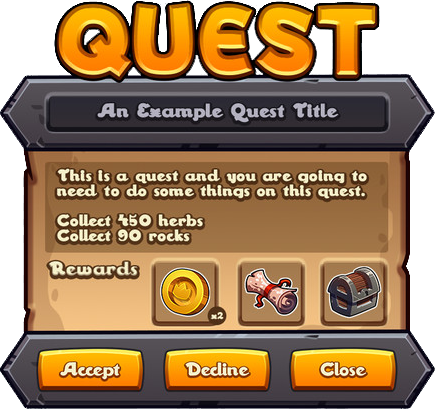 QUEST
An Example Quest Title
This is a quest and you are going to
need to do some things on this quest.
Collect 450 herbs
Collect 90 rocks
Rewards
x2
Accept Decline Close